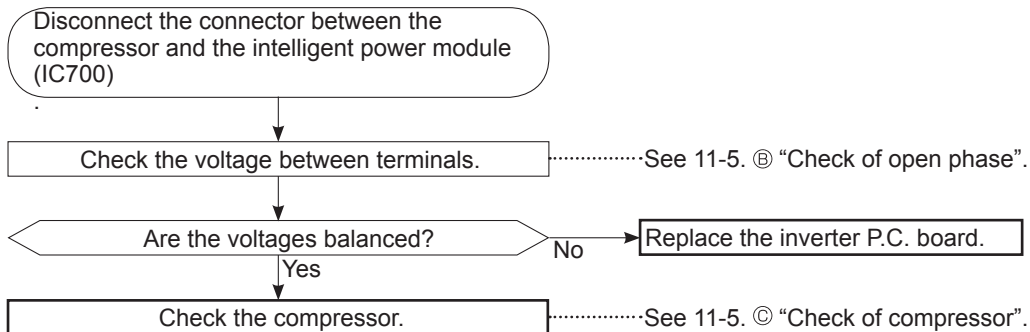 Disconnect the connector between the
compressor and the intelligent power module
(IC700)
.
Check the voltage between terminals.
See 11-5. Ⓑ “Check of open phase”.
Are the voltages balanced?
No
Replace the inverter P.C. board.
Yes
Check the compressor.
See 11-5. Ⓒ “Check of compressor”.